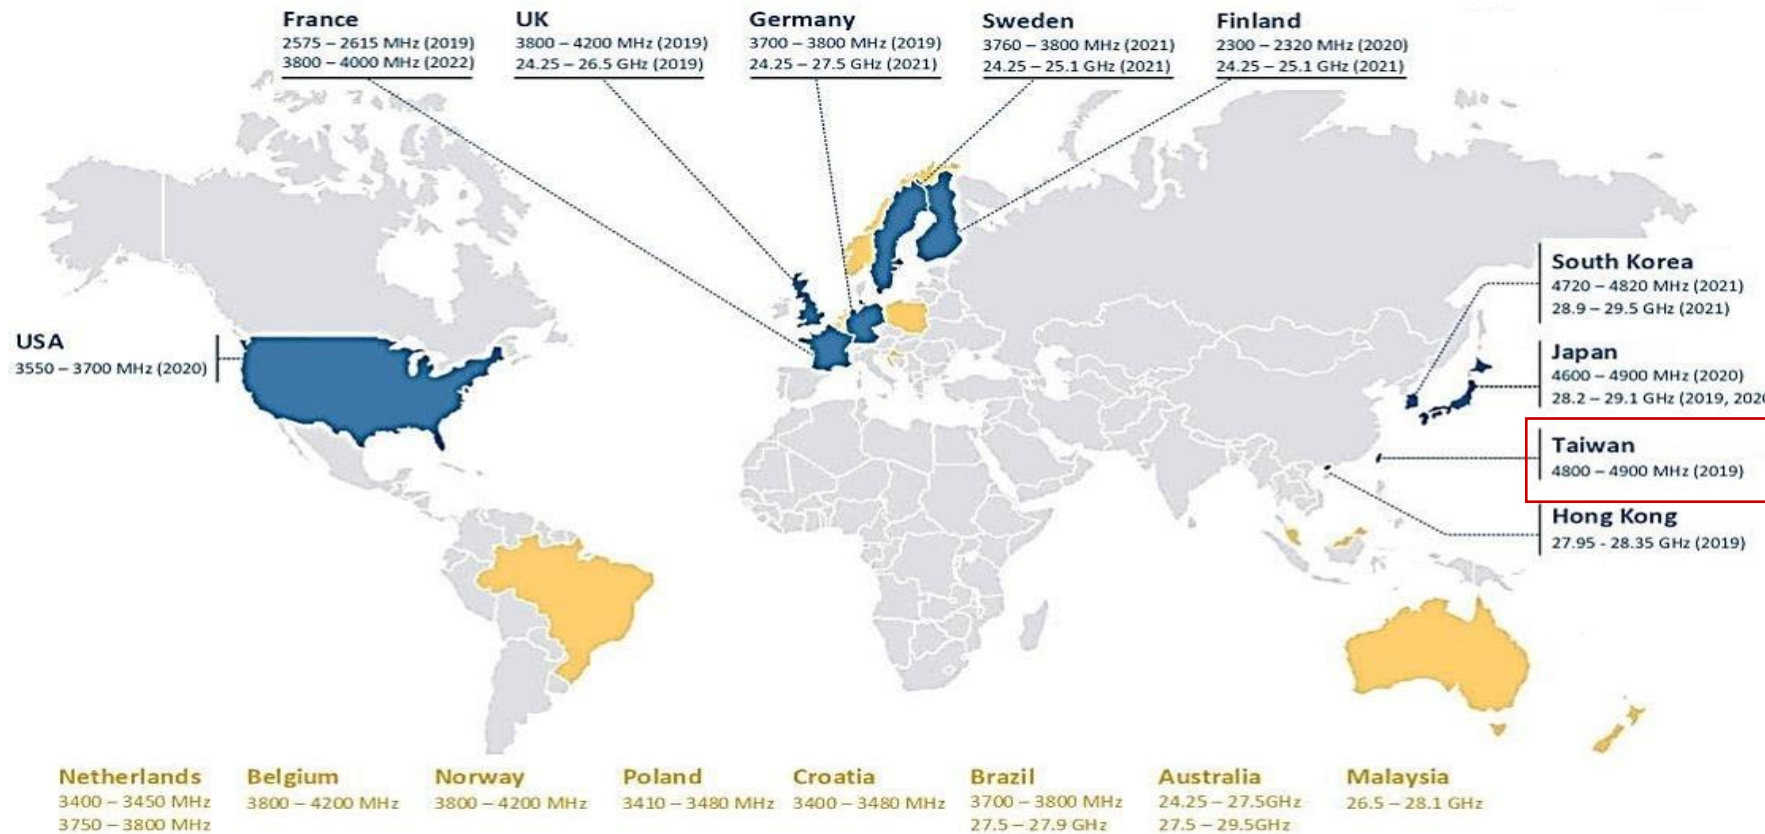 France
2575 – 2615 MHz (2019)
3800 – 4000 MHz (2022)
UK
3800 – 4200 MHz (2019)
24.25 – 26.5 GHz (2019)
Germany
3700 – 3800 MHz (2019)
24.25 – 27.5 GHz (2021)
Sweden
3760 – 3800 MHz (2021)
24.25 – 25.1 GHz (2021)
Finland
2300 – 2320 MHz (2020)
24.25 – 25.1 GHz (2021)
South Korea
4720 – 4820 MHz (2021)
28.9 – 29.5 GHz (2021)
USA
3550 – 3700 MHz (2020)
Japan
4600 – 4900 MHz (2020)
28.2 – 29.1 GHz (2019, 2020
Taiwan
4800 – 4900 MHz (2019)
Hong Kong
27.95 - 28.35 GHz (2019)
Netherlands
3400 – 3450 MHz
3750 – 3800 MHz
Belgium
3800 – 4200 MHz
Norway
3800 – 4200 MHz
Poland
3410 – 3480 MHz
Croatia
3400 – 3480 MHz
Brazil
3700 – 3800 MHz
27.5 – 27.9 GHz
Australia
24.25 – 27.5GHz
27.5 – 29.5GHz
Malaysia
26.5 – 28.1 GHz